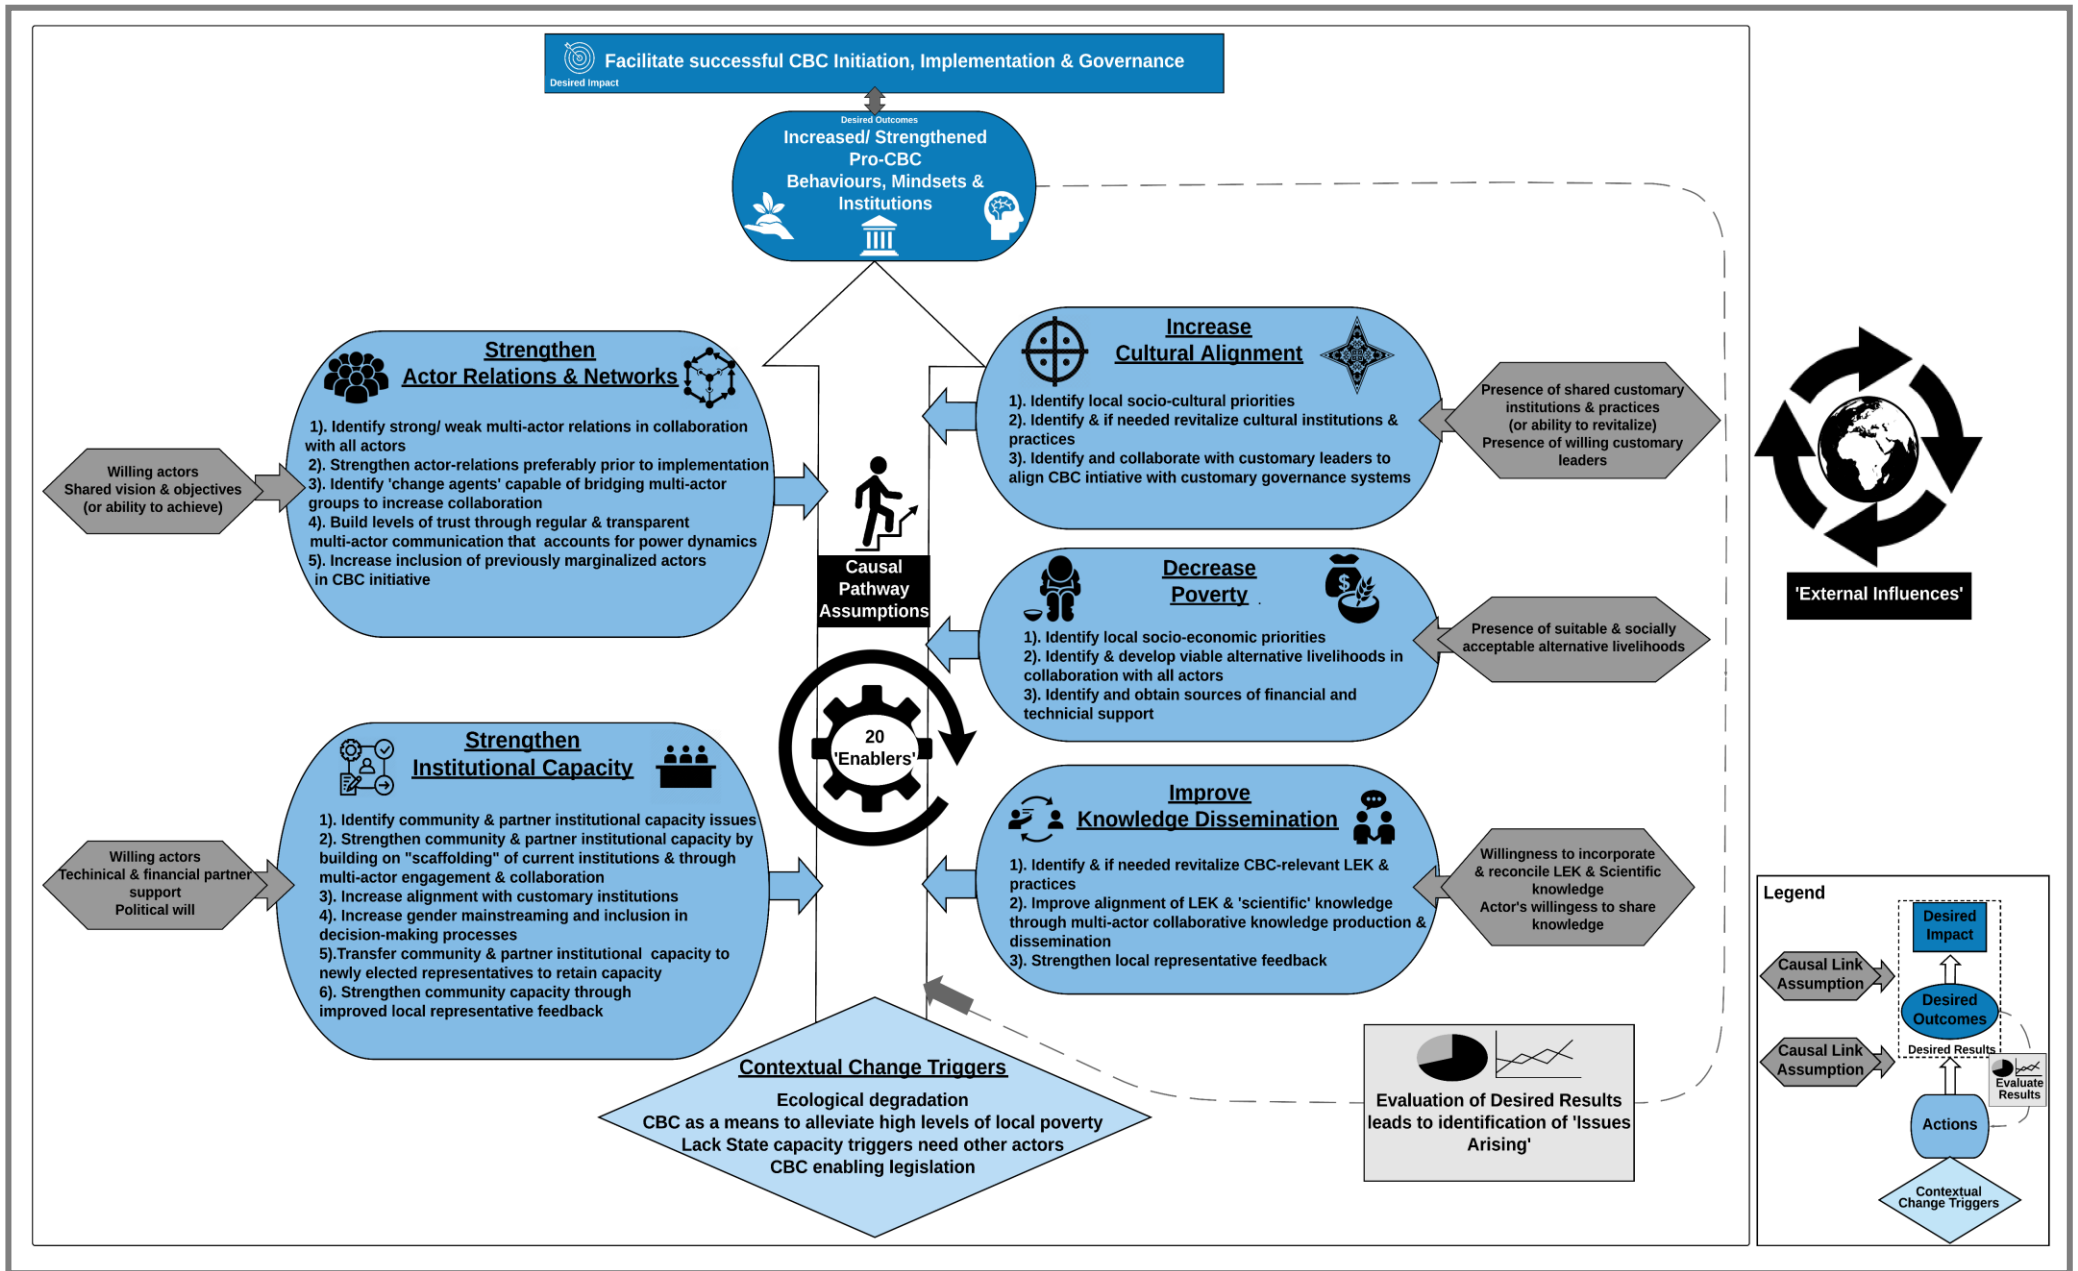 Facilitate successful CBC Initiation, Implementation & Governance
Desired Impact
Desired Outcomes
Increased/ Strengthened
Pro-CBC
Behaviours, Mindsets &
Institutions
Strengthen
Actor Relations & Networks
1). Identify strong/ weak multi-actor relations in collaboration
with all actors
2). Strengthen actor-relations preferably prior to implementation
3). Identify 'change agents' capable of bridging multi-actor
groups to increase collaboration
4). Build levels of trust through regular & transparent
multi-actor communication that accounts for power dynamics
5). Increase inclusion of previously marginalized actors
in CBC initiative
Willing actors
Shared vision & objectives
(or ability to achieve)
Strengthen
Institutional Capacity
1). Identify community & partner institutional capacity issues
2). Strengthen community & partner institutional capacity by
building on "scaffolding" of current institutions & through
multi-actor engagement & collaboration
3). Increase alignment with customary institutions
4). Increase gender mainstreaming and inclusion in
decision-making processes
5).Transfer community & partner institutional capacity to
newly elected representatives to retain capacity
6). Strengthen community capacity through
improved local representative feedback
Willing actors
Techinical & financial partner
support
Political will
Causal
Pathway
Assumptions
20
'Enablers'
Increase
Cultural Alignment
1). Identify local socio-cultural priorities
2). Identify & if needed revitalize cultural institutions &
practices
3). Identify and collaborate with customary leaders to
align CBC intiative with customary governance systems
Presence of shared customary
institutions & practices
(or ability to revitalize)
Presence of willing customary
leaders
Decrease
Poverty .
$
1). Identify local socio-economic priorities
2). Identify & develop viable alternative livelihoods in
collaboration with all actors
3). Identify and obtain sources of financial and
technicial support
Presence of suitable & socially
acceptable alternative livelihoods
Improve
Knowledge Dissemination
1). Identify & if needed revitalize CBC-relevant LEK &
practices
2). Improve alignment of LEK & 'scientific' knowledge
through multi-actor collaborative knowledge production &
dissemination
3). Strengthen local representative feedback
Willingness to incorporate
& reconcile LEK & Scientific
knowledge
Actor's willingess to share
knowledge
Contextual Change Triggers
Ecological degradation
CBC as a means to alleviate high levels of local poverty
Lack State capacity triggers need other actors
CBC enabling legislation
Evaluation of Desired Results
leads to identification of 'Issues
Arising'
'External Influences'
Legend
Desired
Impact
Causal Link
Assumption
Desired
Outcomes
Desired Results
Causal Link
Assumption
Evaluate
Results
Actions
Contextual
Change Triggers